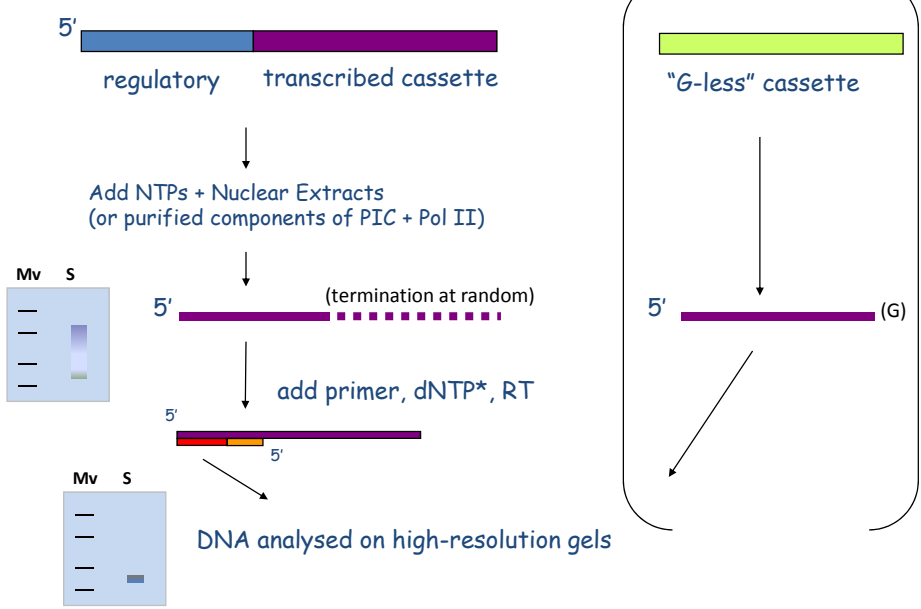 5’
regulatory
transcribed cassette
Add NTPs + Nuclear Extracts
(or purified components of PIC + Pol II)
Mv S
5’
(termination at random)
add primer, dNTP*, RT
5’
5’
Mv S
DNA analysed on high-resolution gels
“G-less” cassette
5’
(G)